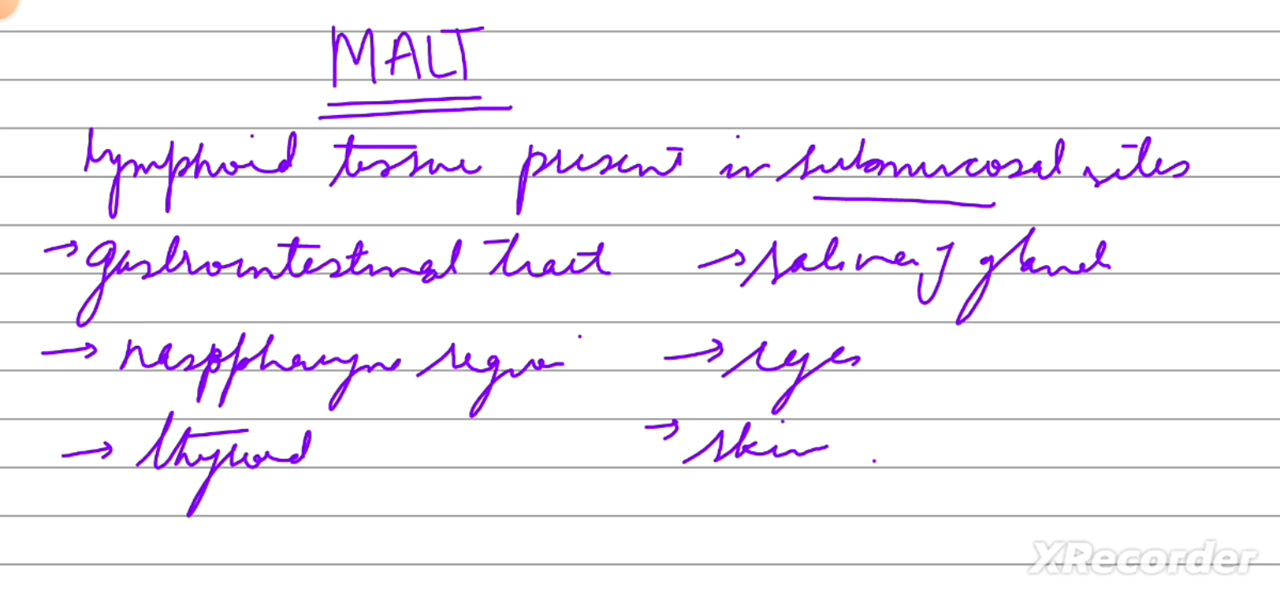 MALT
lymphoid tissue present in submucosal sites
→ gastrointestinal tract → salivary gland
→ nasopharynx region → eyes
→ thyroid → skin .
XRecorder